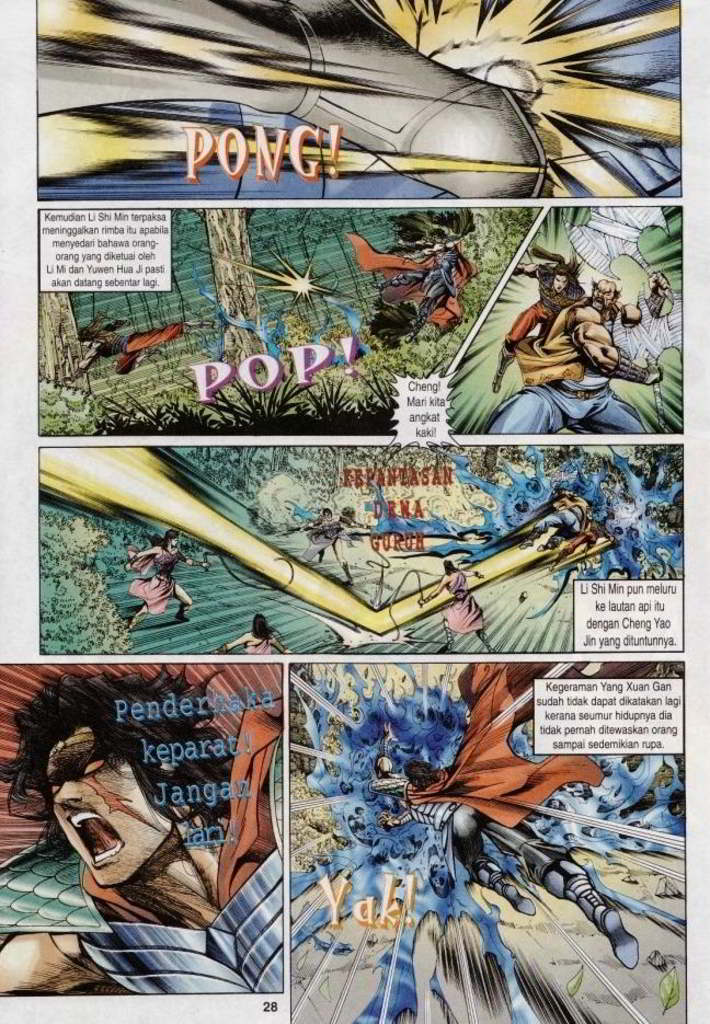 PONG!
Kemudian Li Shi Min terpaksa
meninggalkan rimba itu apabila
menyedari bahawa orang-
orang yang diketuai oleh
Li Mi dan Yuwen Hua Ji pasti
akan datang sebentar lagi.
POP!
Cheng!
Mari kita
angkat
kaki!
KEPANTASAN
GURUH
Li Shi Min pun meluru
ke lautan api itu
dengan Cheng Yao
Jin yang dituntunnya.
Penderhaka
keparat!
Jangan
lari!
Kegeraman Yang Xuan Gan
sudah tidak dapat dikatakan lagi
kerana seumur hidupnya dia
tidak pernah ditewaskan orang
sampai sedemikian rupa.
Yak!
28